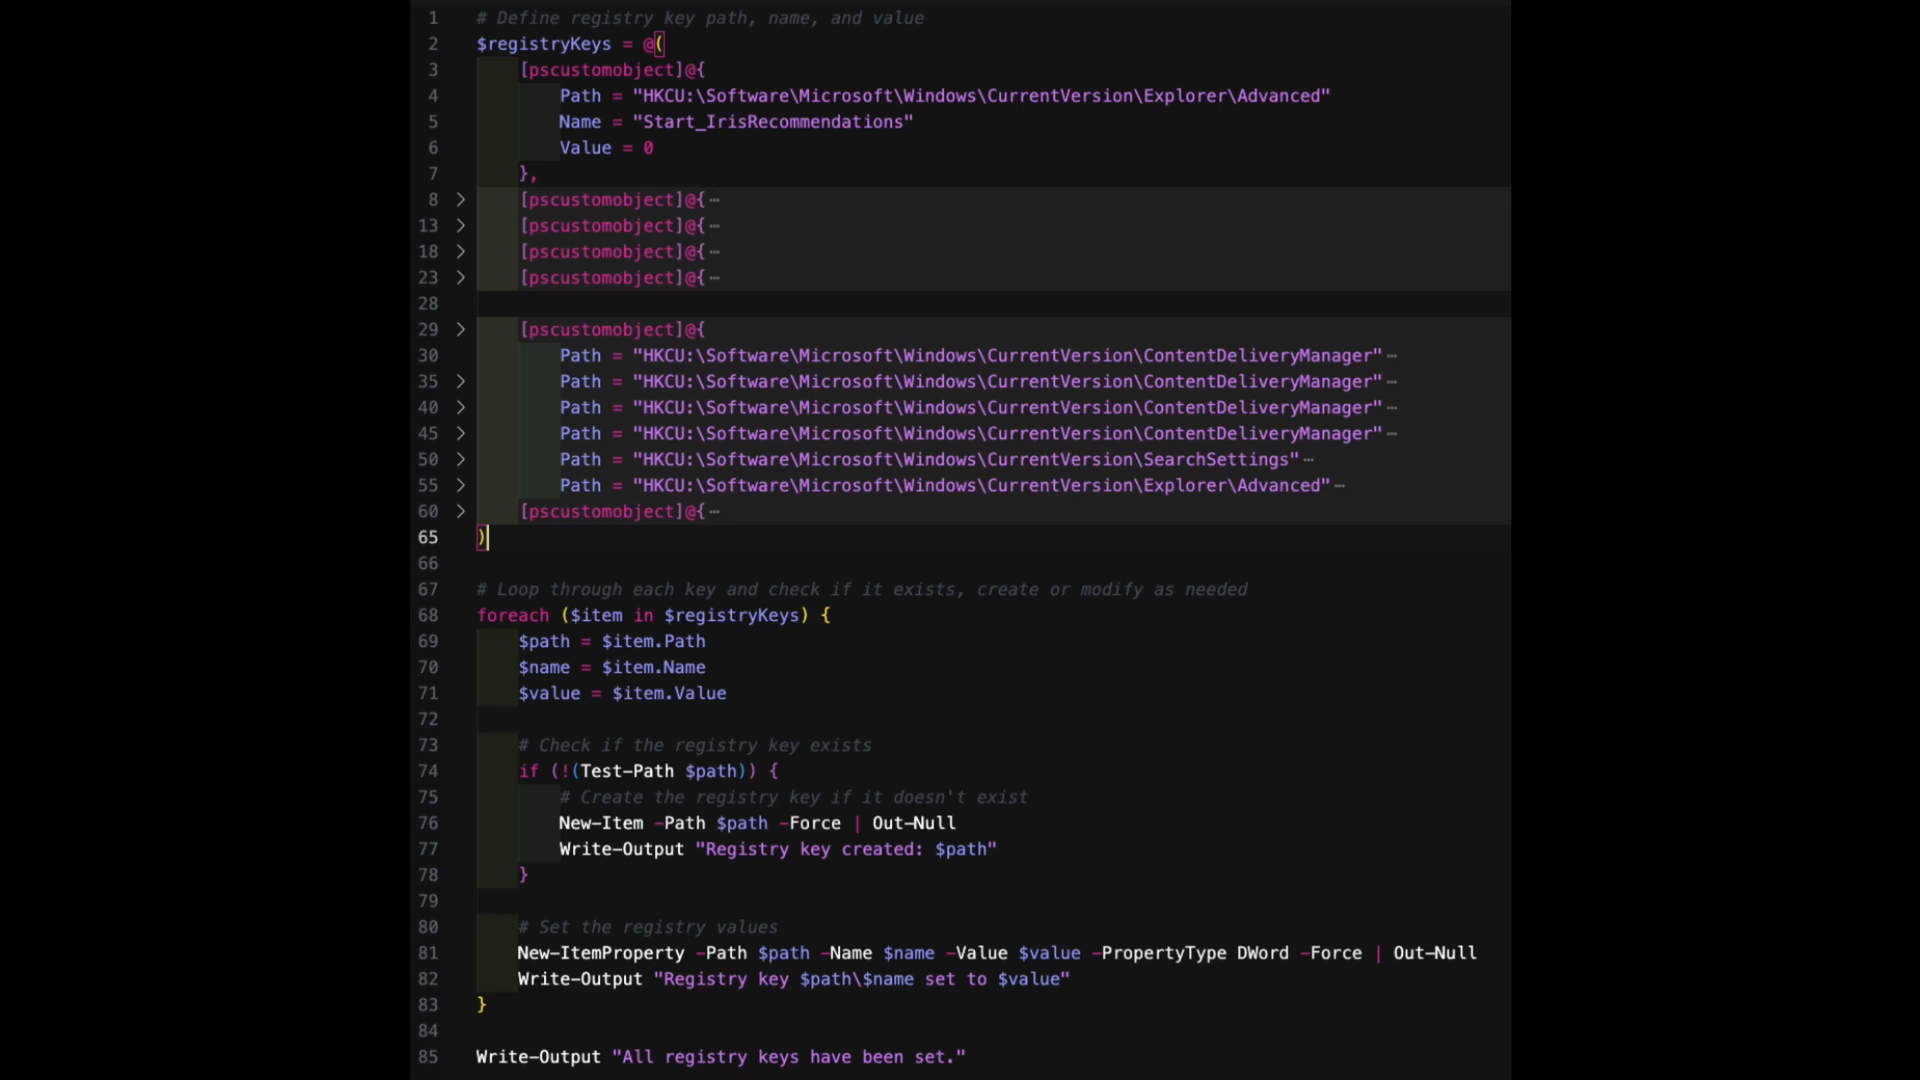 1 # Define registry key path, name, and value
2 $registryKeys = @(
3 [pscustomobject]@{
4 Path = "HKCU:\Software\Microsoft\Windows\CurrentVersion\Explorer\Advanced"
5 Name = "Start_IrisRecommendations"
6 Value = 0
7 },
8 > [pscustomobject]@{ ⋯
13 > [pscustomobject]@{ ⋯
18 > [pscustomobject]@{ ⋯
23 > [pscustomobject]@{ ⋯
28
29 > [pscustomobject]@{
30 Path = "HKCU:\Software\Microsoft\Windows\CurrentVersion\ContentDeliveryManager" ⋯
35 > Path = "HKCU:\Software\Microsoft\Windows\CurrentVersion\ContentDeliveryManager" ⋯
40 > Path = "HKCU:\Software\Microsoft\Windows\CurrentVersion\ContentDeliveryManager" ⋯
45 > Path = "HKCU:\Software\Microsoft\Windows\CurrentVersion\ContentDeliveryManager" ⋯
50 > Path = "HKCU:\Software\Microsoft\Windows\CurrentVersion\SearchSettings" ⋯
55 > Path = "HKCU:\Software\Microsoft\Windows\CurrentVersion\Explorer\Advanced" ⋯
60 > [pscustomobject]@{ ⋯
65 )
66
67 # Loop through each key and check if it exists, create or modify as needed
68 foreach ($item in $registryKeys) {
69 $path = $item.Path
70 $name = $item.Name
71 $value = $item.Value
72
73 # Check if the registry key exists
74 if (!(Test-Path $path)) {
75 # Create the registry key if it doesn't exist
76 New-Item -Path $path -Force | Out-Null
77 Write-Output "Registry key created: $path"
78 }
79
80 # Set the registry values
81 New-ItemProperty -Path $path -Name $name -Value $value -PropertyType DWord -Force | Out-Null
82 Write-Output "Registry key $path\$name set to $value"
83 }
84
85 Write-Output "All registry keys have been set."